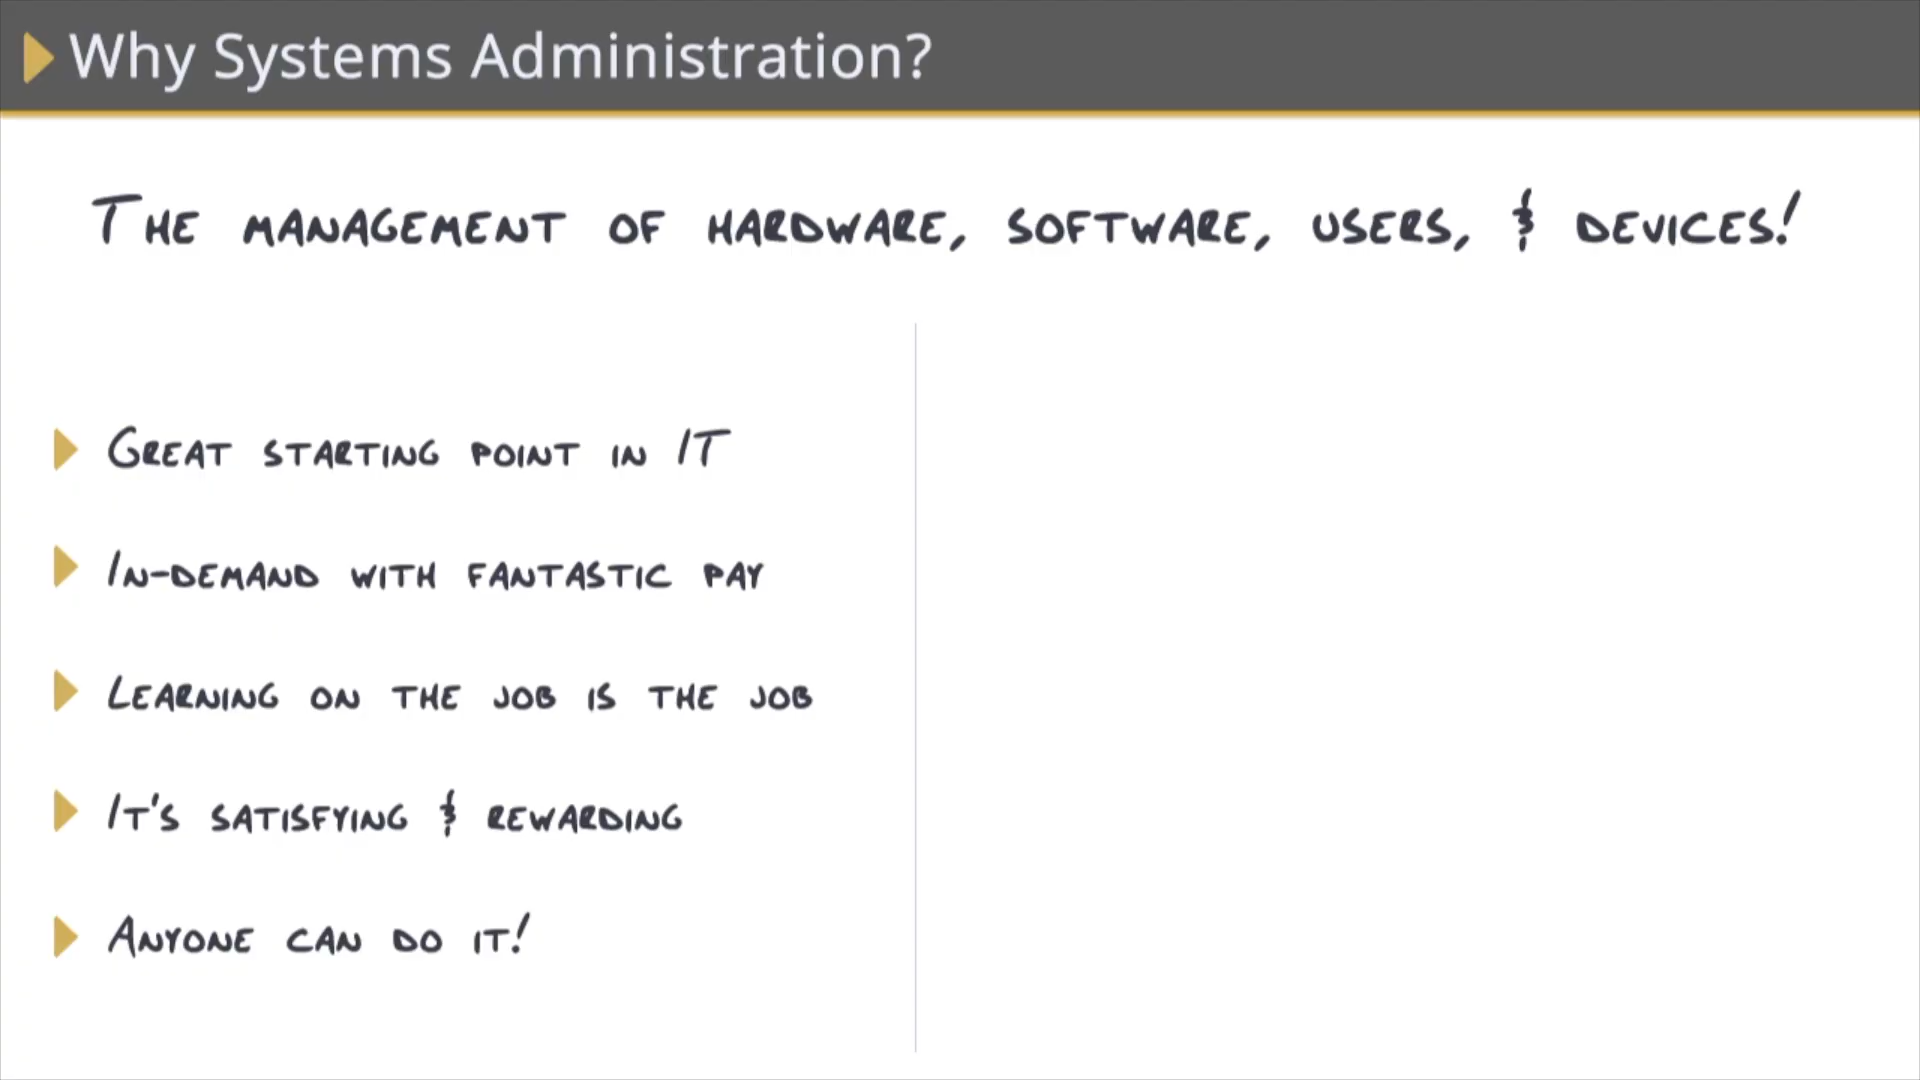 Why Systems Administration?
The management of hardware, software, users, & devices!
Great starting point in IT
In-demand with fantastic pay
Learning on the job is the job
It's satisfying & rewarding
Anyone can do it!